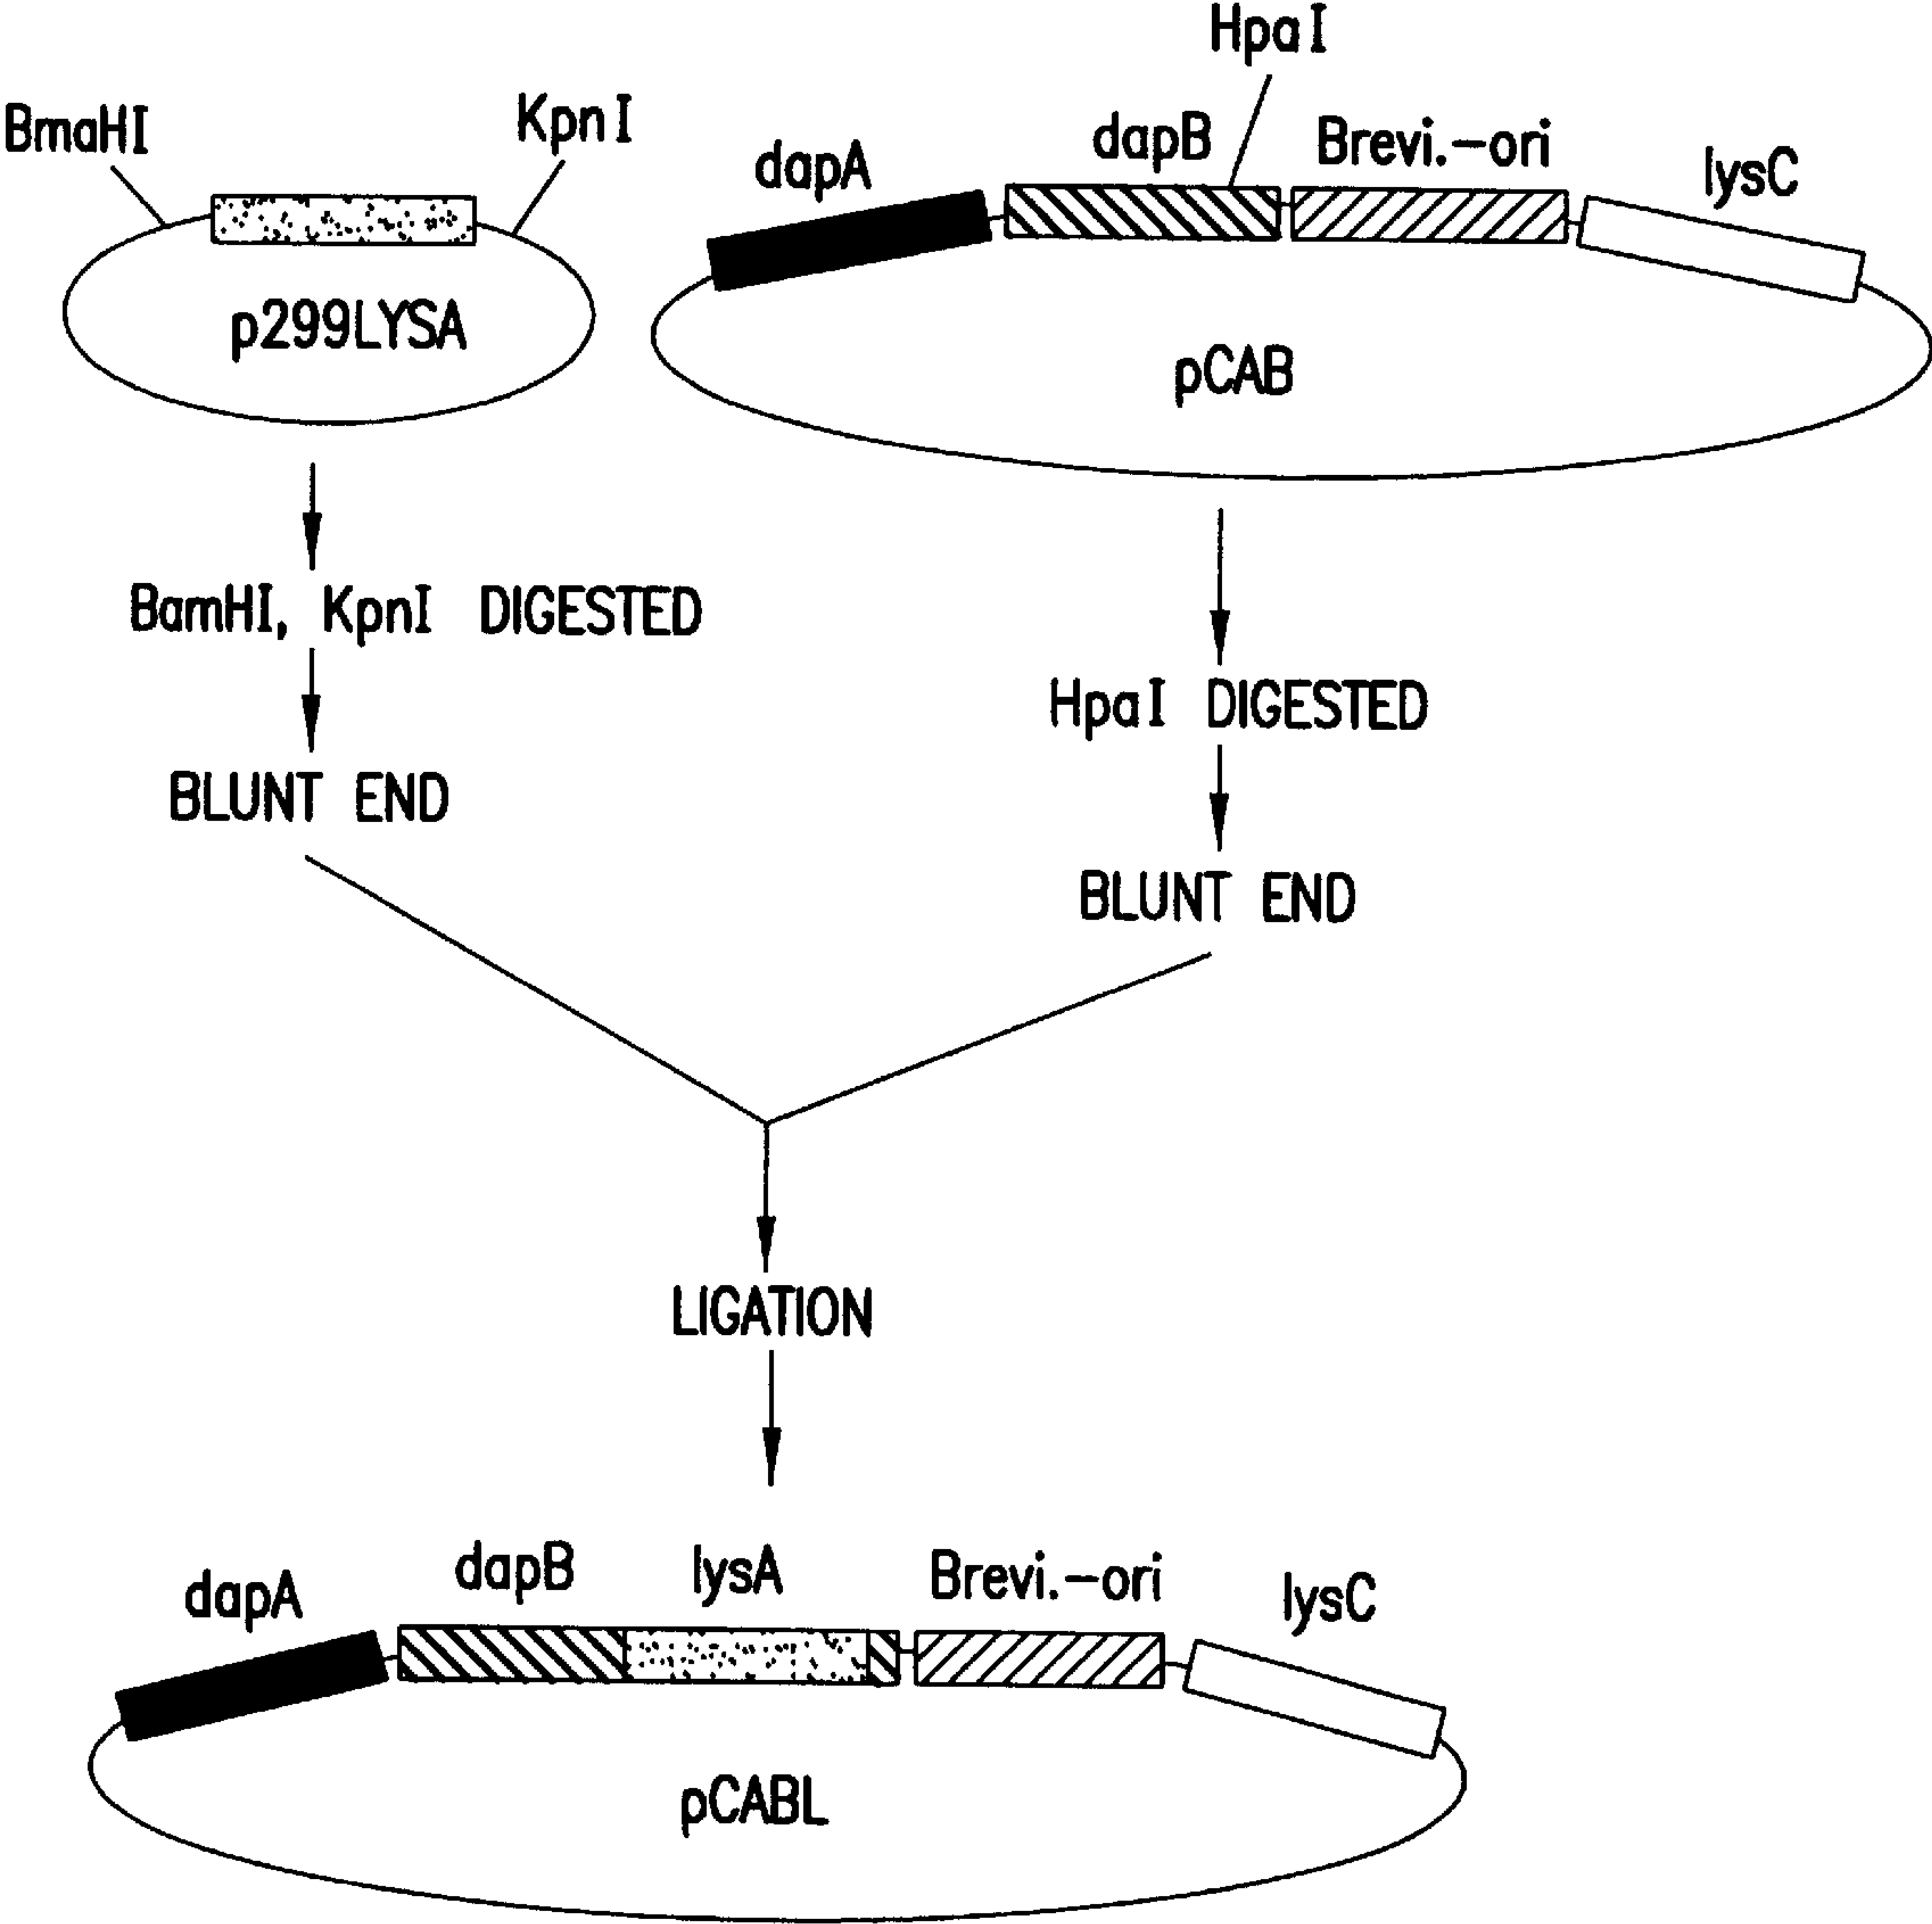 HpaI
BmaHI
KpnI
dapA
dapB
Brevi.-ori
lysC
p299LYSA
pCAB
BamHI, KpnI DIGESTED
HpaI DIGESTED
BLUNT END
BLUNT END
LIGATION
dapA
dapB
lysA
Brevi.-ori
lysC
pCABL